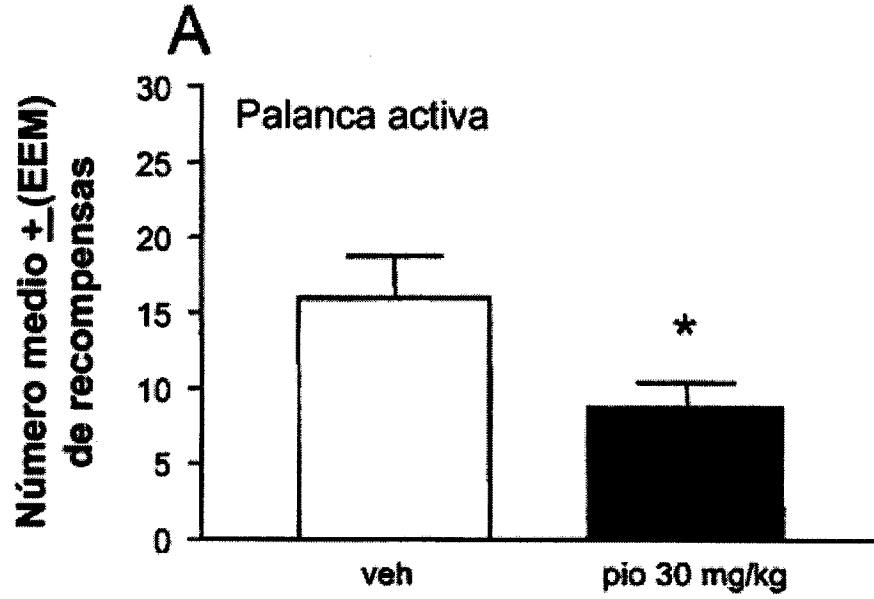 A
Número medio ± (EEM)
de recompensas
30
25
20
15
10
5
0
Palanca activa
*
veh
pio 30 mg/kg